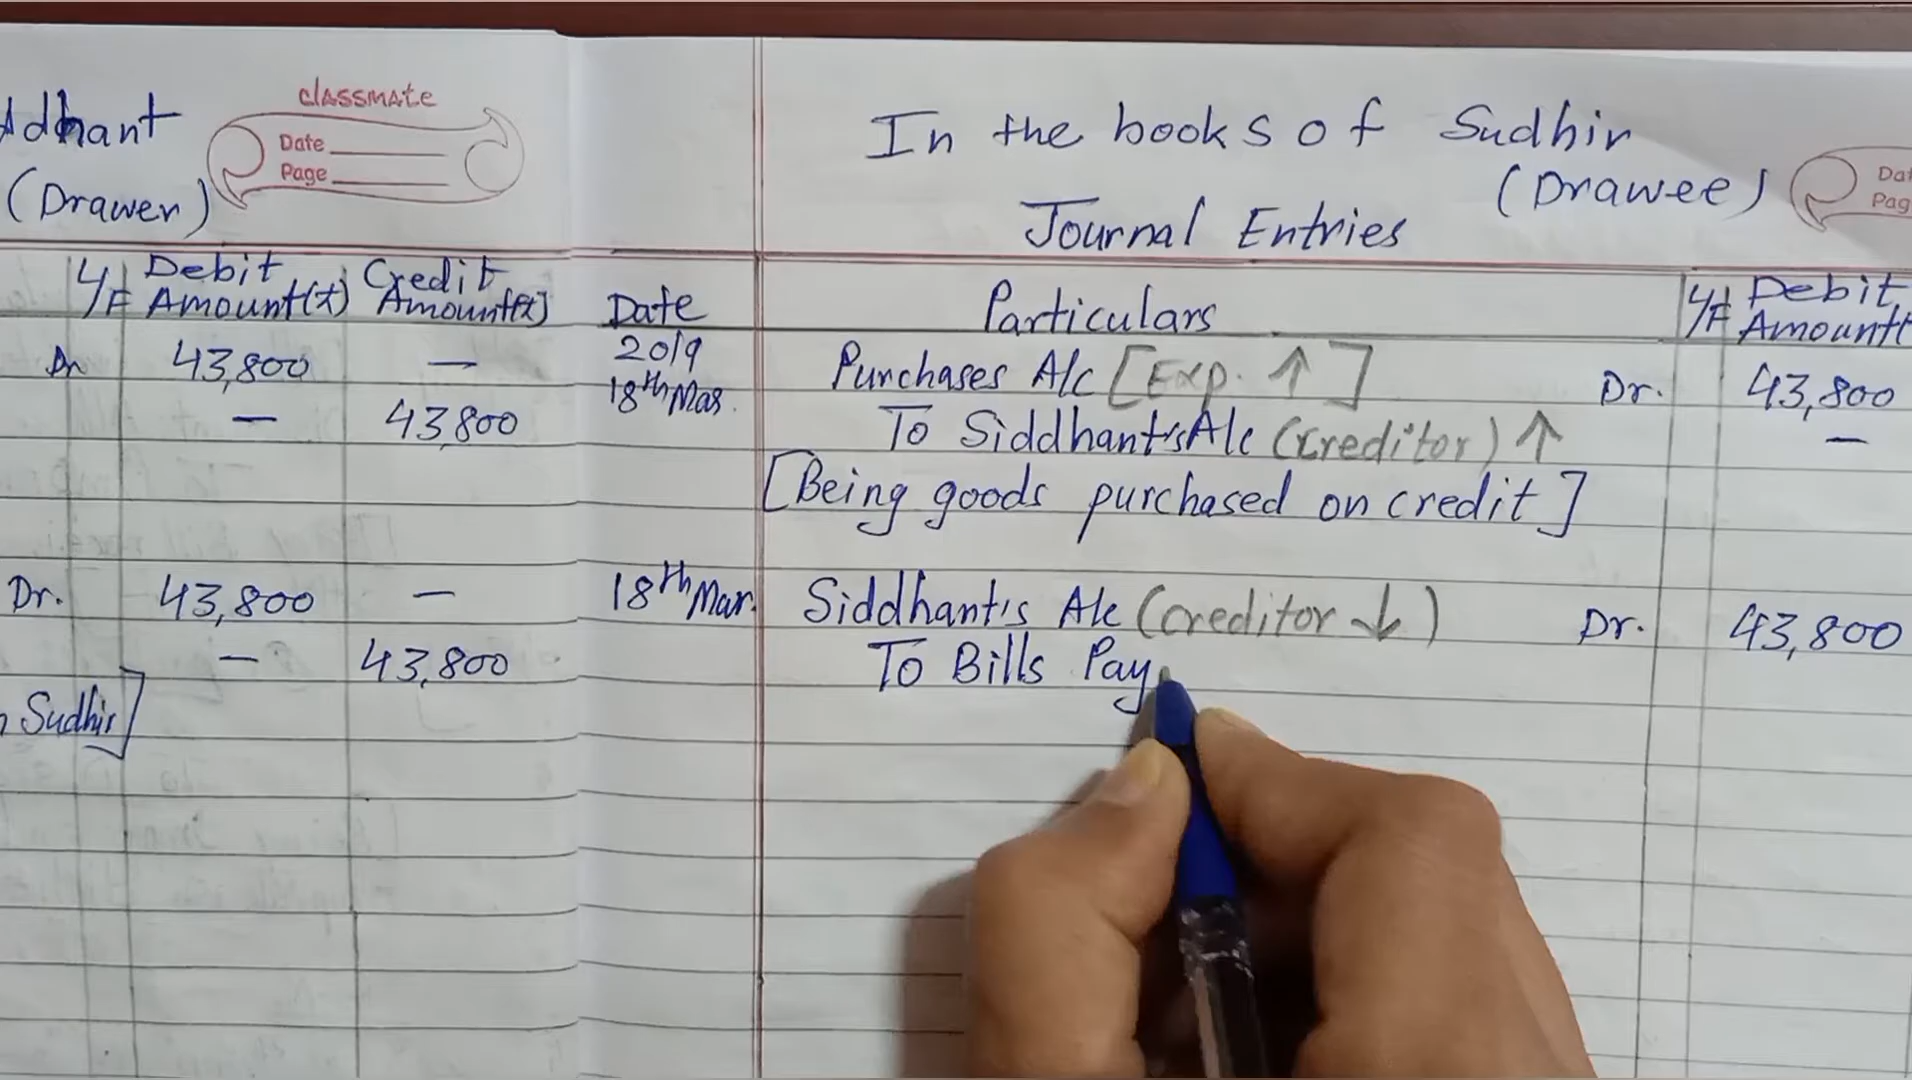 classmate
Date
Page
(Drawer)
L/F Debit Amount(₹) Credit Amount(₹)
Dr 43,800 —
— 43,800
Dr. 43,800 —
— 43,800
Sudhir]
In the books of Sudhir
(Drawee)
Journal Entries
Date Particulars L/F Debit
2019
18th Mar. Purchases A/c [Exp. ↑] Dr. 43,800
To Siddhant's A/c (Creditor) ↑ —
[Being goods purchased on credit]
18th Mar. Siddhant's A/c (Creditor ↓) Dr. 43,800
To Bills Pay